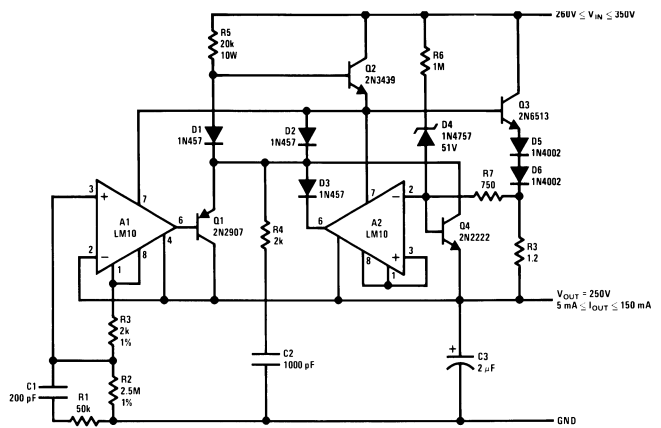 260V ≤ VIN ≤ 350V
R5
20k
10W
R6
1M
Q2
2N3439
Q3
2N6513
D1
1N457
D2
1N457
D4
1N4757
51V
D5
1N4002
D6
1N4002
D3
1N457
R7
750
3
+
7
A1
LM10
6
2
−
1
8
4
Q1
2N2907
R4
2k
6
A2
LM10
7
−
2
8
+
3
1
4
Q4
2N2222
R3
1.2
VOUT = 250V
5 mA ≤ IOUT ≤ 150 mA
R3
2k
1%
C2
1000 pF
+
C3
2 μF
C1
200 pF
R1
50k
R2
2.5M
1%
GND